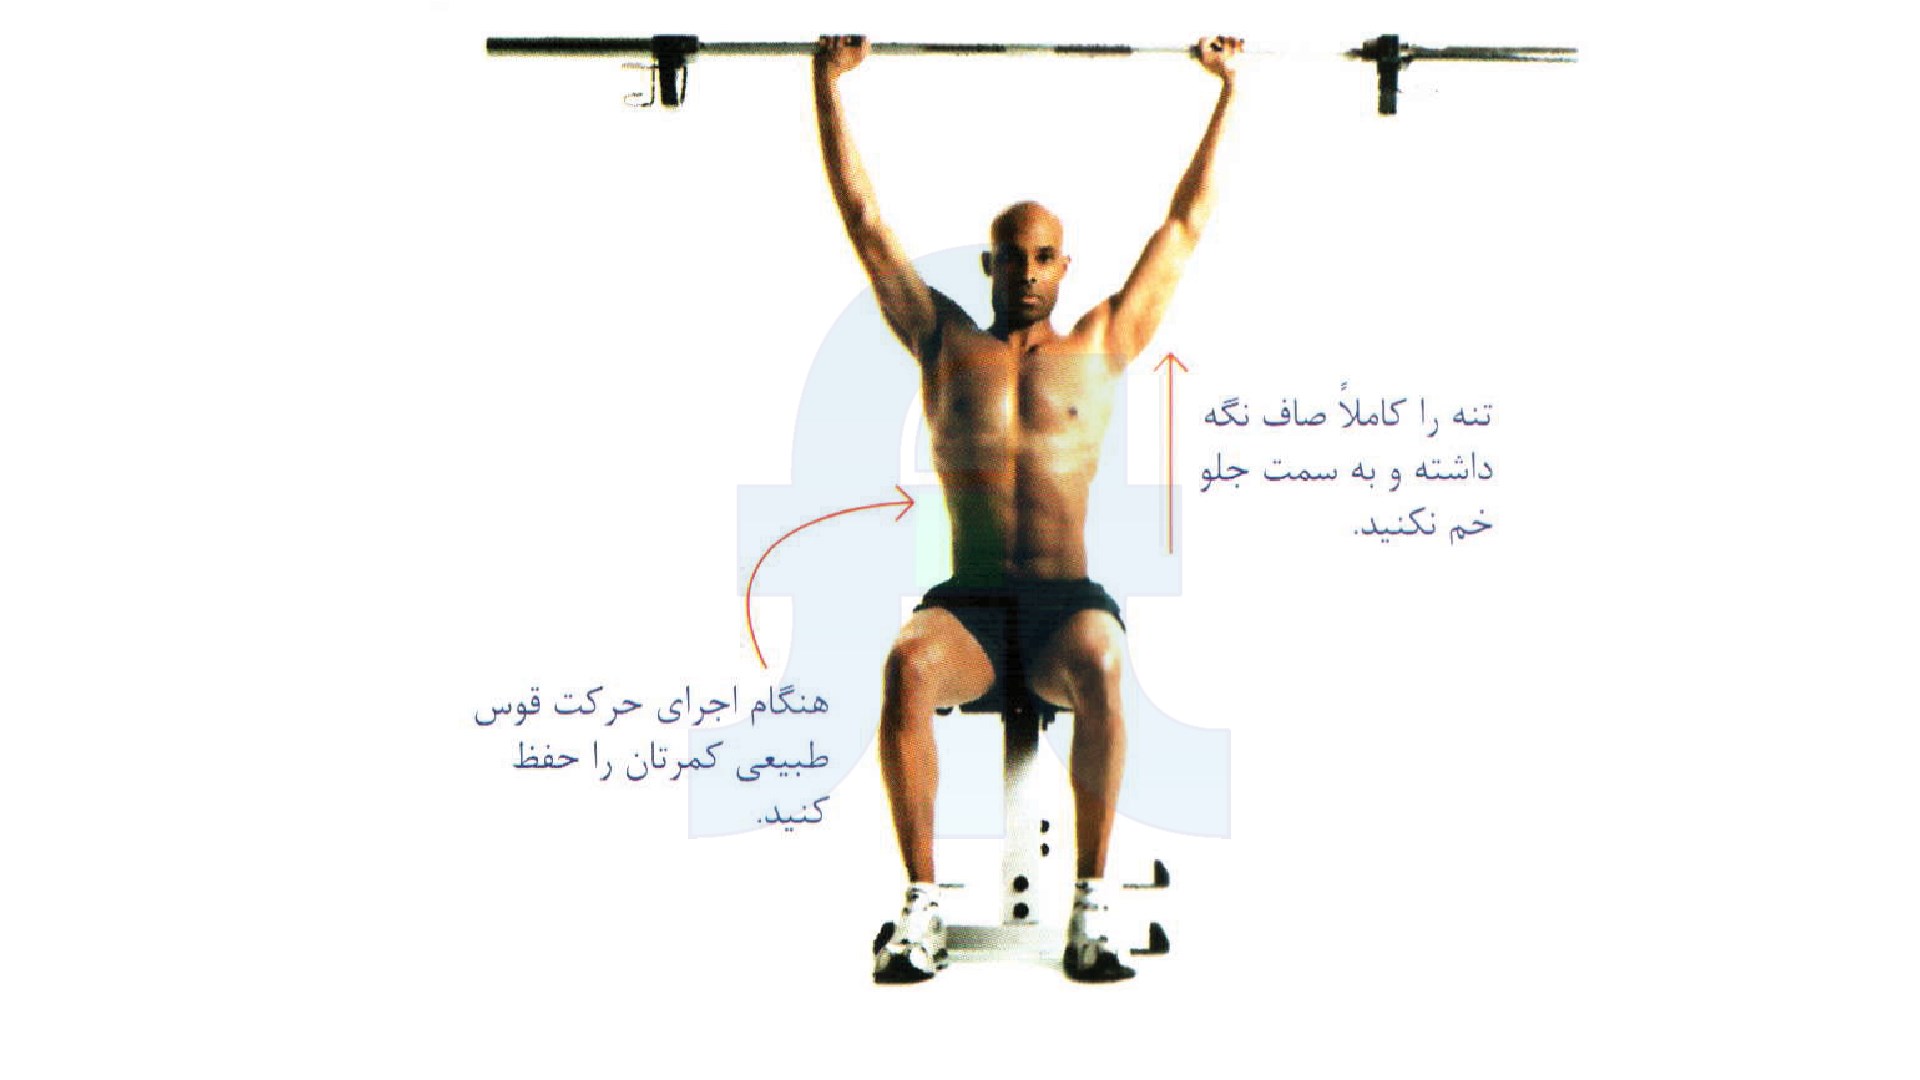 تنه را کاملاً صاف نگه
داشته و به سمت جلو
خم نکنید.
هنگام اجرای حرکت قوس
طبیعی کمرتان را حفظ
کنید.